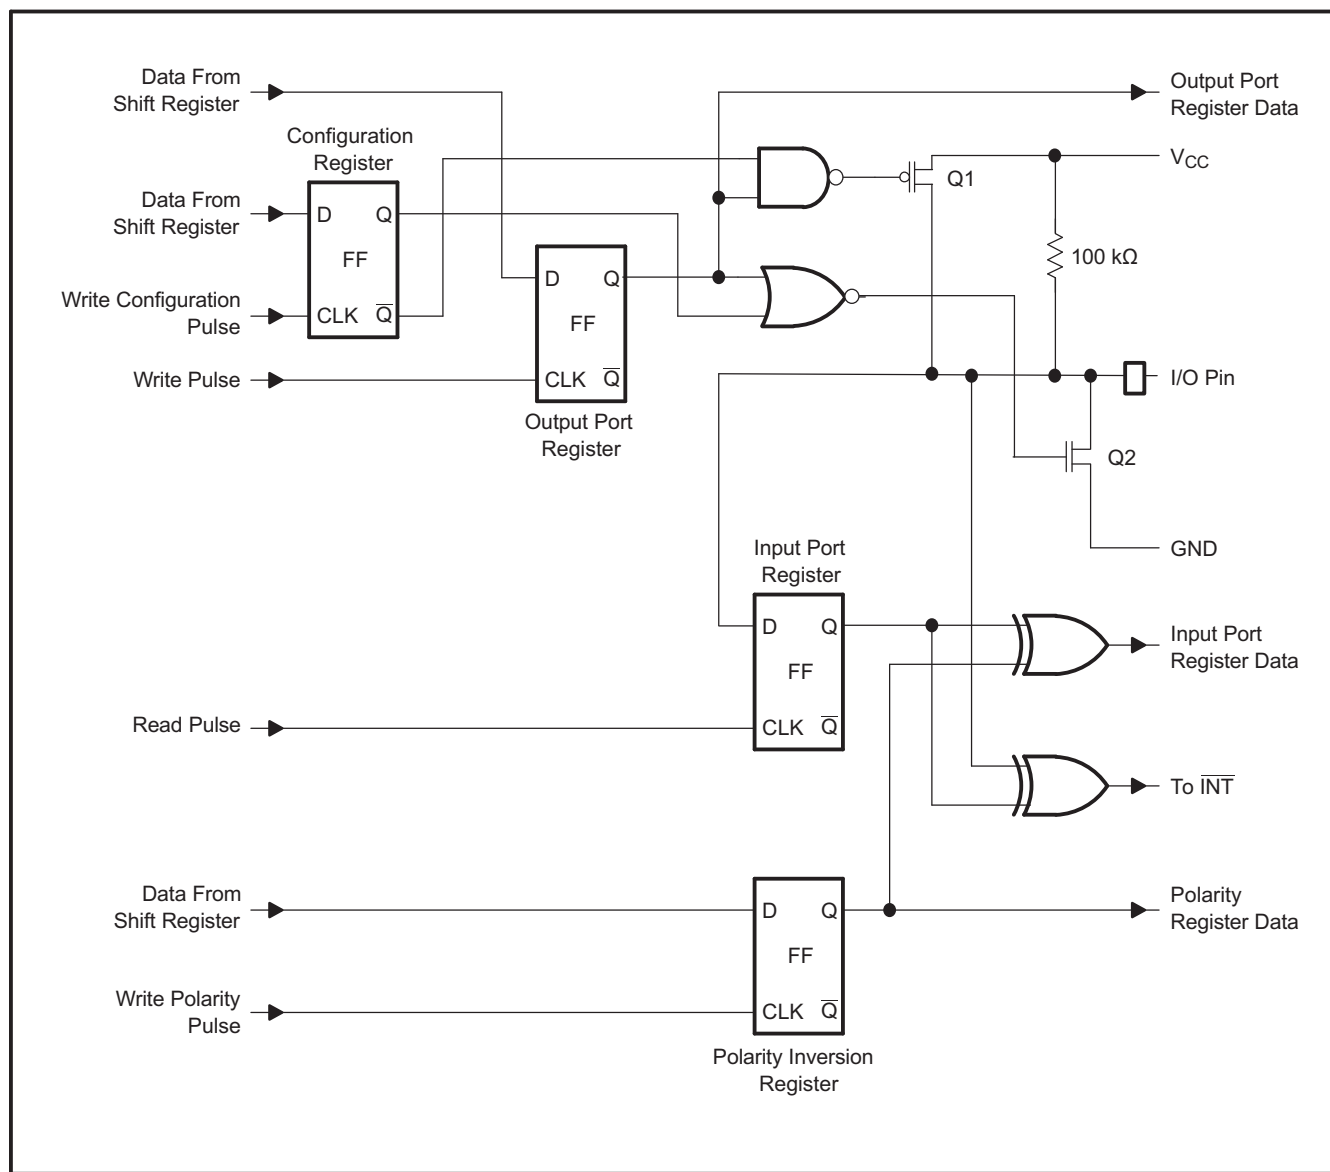 Data From
Shift Register
Output Port
Register Data
Configuration
Register
VCC
Q1
Data From
Shift Register
D
Q
FF
Write Configuration
Pulse
CLK
Q̅
D
Q
FF
100 kΩ
Write Pulse
CLK
Q̅
I/O Pin
Output Port
Register
Q2
GND
Input Port
Register
D
Q
FF
Input Port
Register Data
Read Pulse
CLK
Q̅
To I̅N̅T̅
Data From
Shift Register
D
Q
FF
Polarity
Register Data
Write Polarity
Pulse
CLK
Q̅
Polarity Inversion
Register